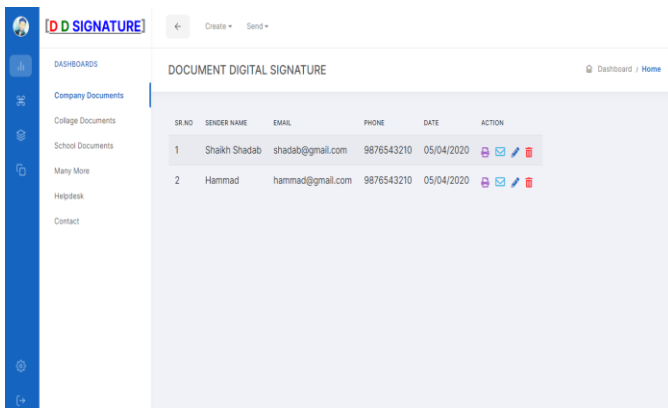 [D D SIGNATURE]
Create Send
DASHBOARDS
Company Documents
Collage Documents
School Documents
Many More
Helpdesk
Contact
DOCUMENT DIGITAL SIGNATURE
Dashboard / Home
SR.NO SENDER NAME EMAIL PHONE DATE ACTION
1 Shaikh Shadab shadab@gmail.com 9876543210 05/04/2020
2 Hammad hammad@gmail.com 9876543210 05/04/2020